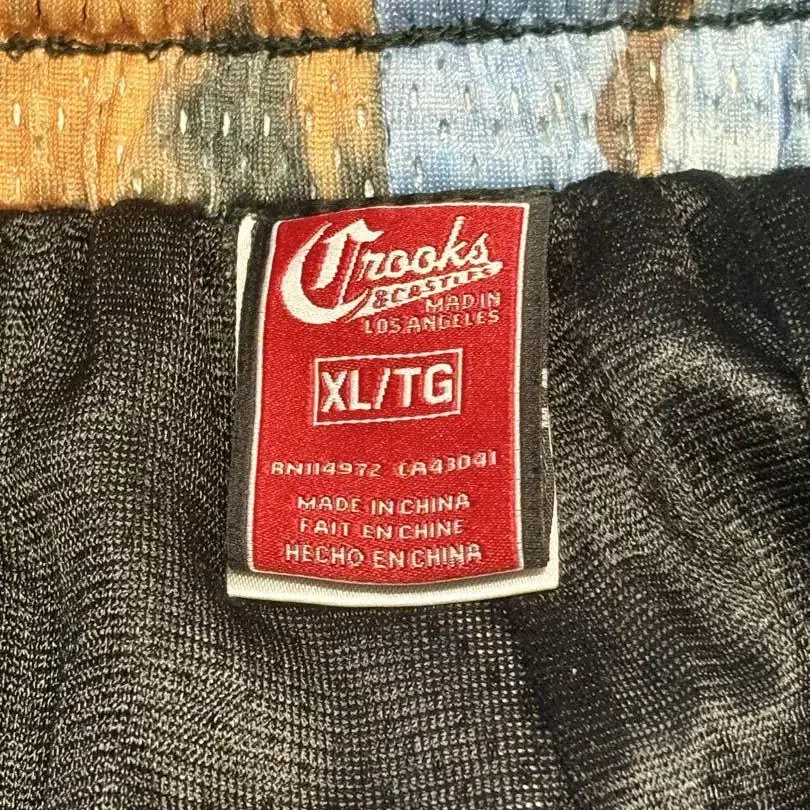 Crooks
& CASTLES
MADE IN
LOS ANGELES
XL/TG
RN114972 CA43041
MADE IN CHINA
FAIT EN CHINE
HECHO EN CHINA